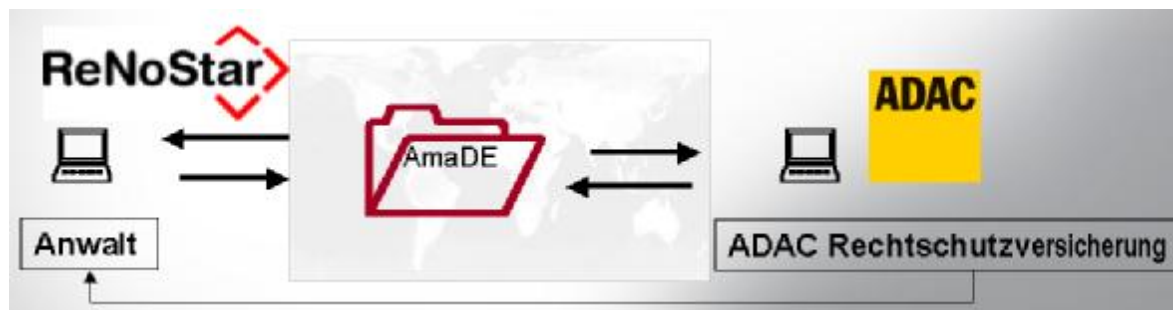 ReNoStar
AmaDE
ADAC
Anwalt
ADAC Rechtschutzversicherung